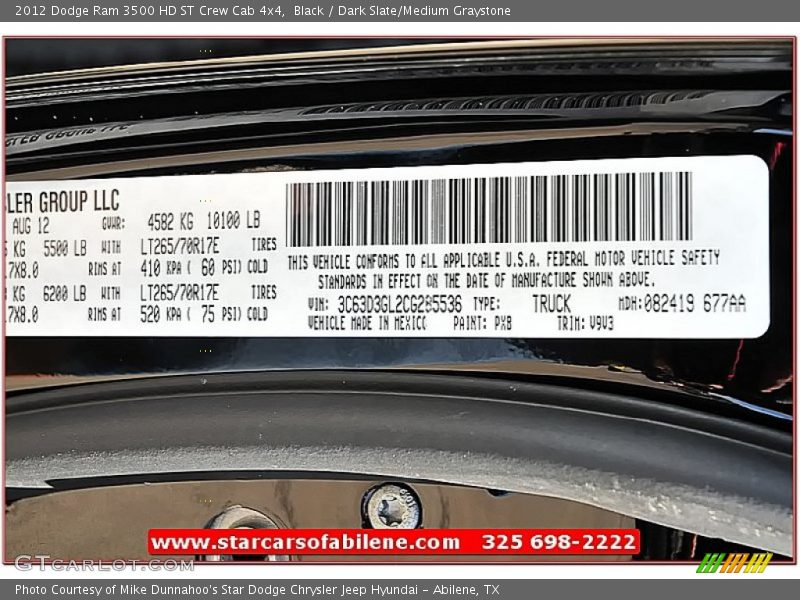 2012 Dodge Ram 3500 HD ST Crew Cab 4x4, Black / Dark Slate/Medium Graystone
LER GROUP LLC
AUG 12 GVWR: 4582 KG 10100 LB
KG 5500 LB WITH LT265/70R17E TIRES
7X8.0 RIMS AT 410 KPA ( 60 PSI) COLD
KG 6200 LB WITH LT265/70R17E TIRES
7X8.0 RIMS AT 520 KPA ( 75 PSI) COLD
THIS VEHICLE CONFORMS TO ALL APPLICABLE U.S.A. FEDERAL MOTOR VEHICLE SAFETY
STANDARDS IN EFFECT ON THE DATE OF MANUFACTURE SHOWN ABOVE.
VIN: 3C63D3GL2CG285536 TYPE: TRUCK MDH:082419 677AA
VEHICLE MADE IN MEXICO PAINT: PXB TRIM: V9V3
www.starcarsofabilene.com 325 698-2222
GTcarlot.com
Photo Courtesy of Mike Dunnahoo's Star Dodge Chrysler Jeep Hyundai - Abilene, TX